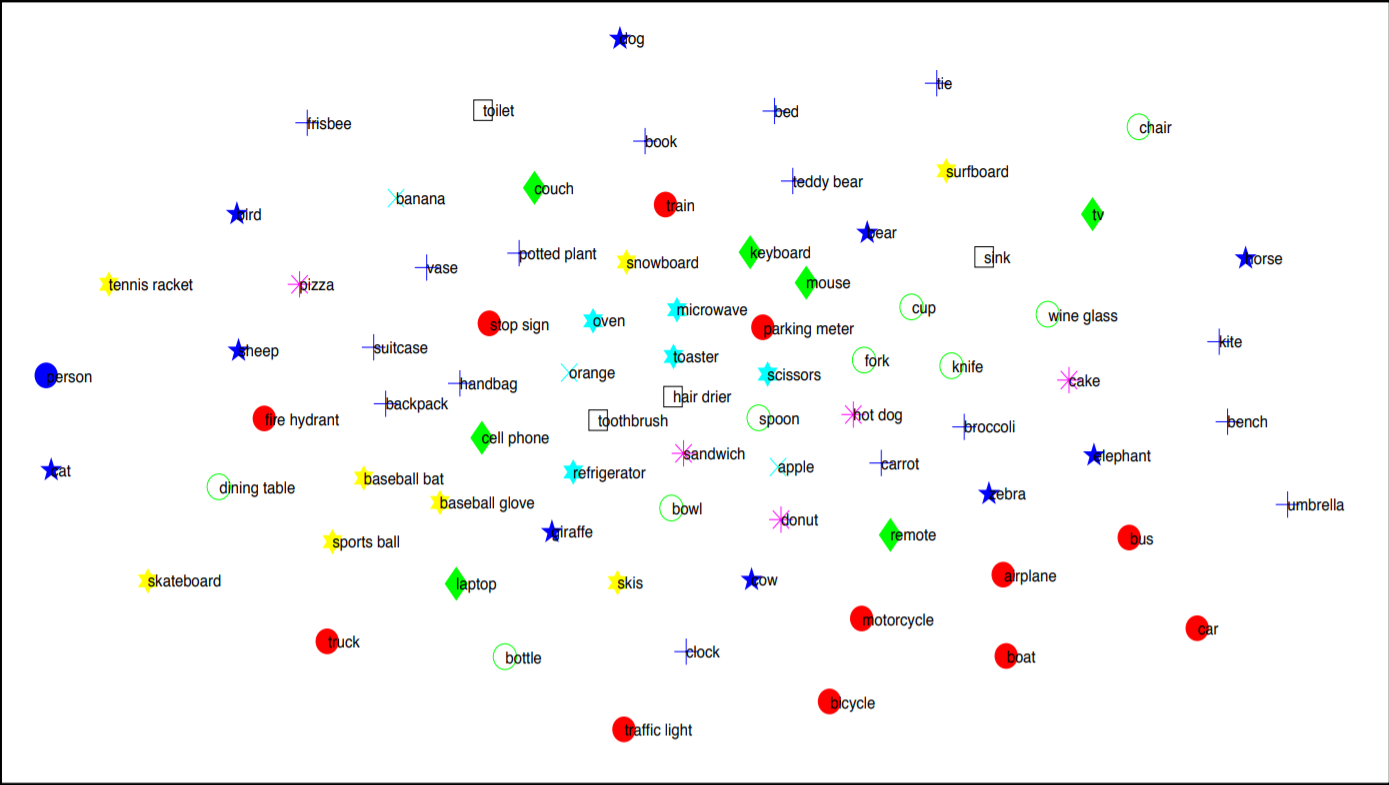 dog
tie
toilet
bed
frisbee
chair
book
surfboard
teddy bear
couch
banana
train
bird
tv
bear
keyboard
potted plant
sink
horse
snowboard
vase
mouse
tennis racket
pizza
cup
microwave
wine glass
oven
stop sign
parking meter
kite
suitcase
sheep
toaster
fork
knife
orange
scissors
person
cake
handbag
hair drier
backpack
hot dog
fire hydrant
toothbrush
spoon
bench
broccoli
cell phone
sandwich
elephant
carrot
apple
cat
refrigerator
baseball bat
dining table
zebra
baseball glove
umbrella
bowl
donut
giraffe
remote
bus
sports ball
airplane
cow
skateboard
skis
laptop
motorcycle
car
truck
clock
boat
bottle
bicycle
traffic light